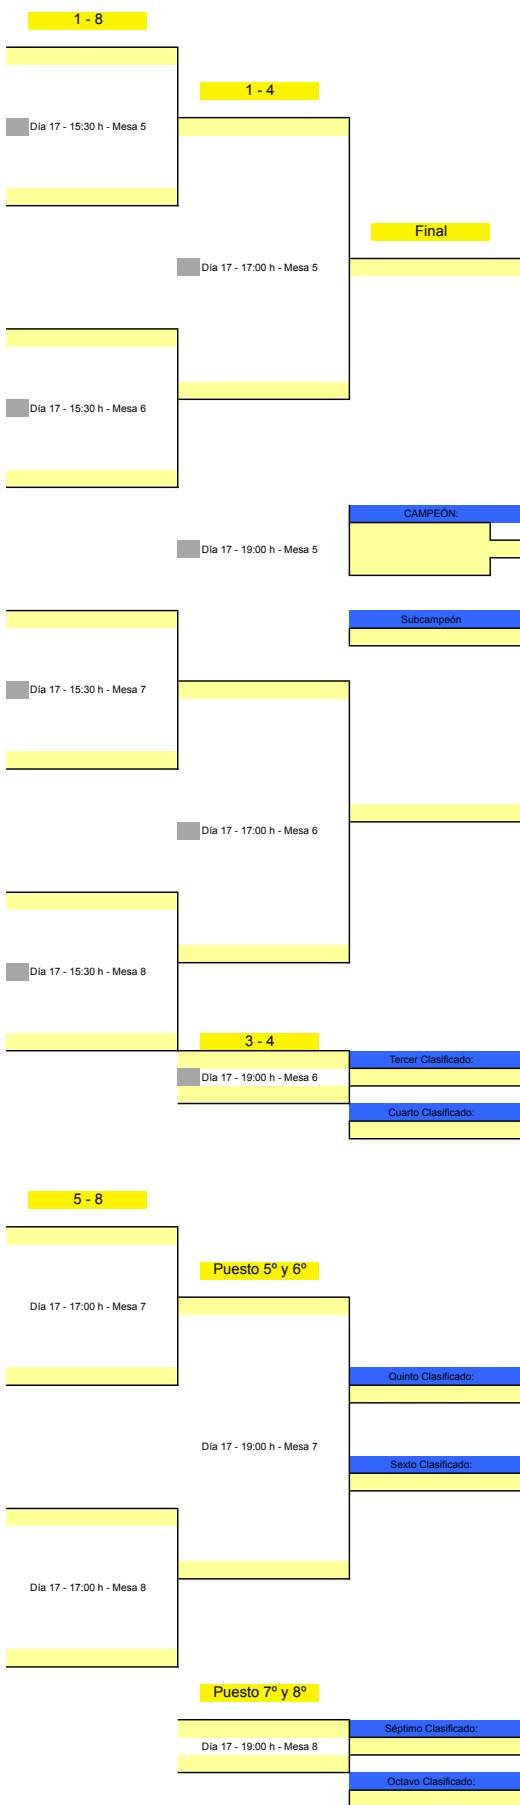 1 - 8
1 - 4
Día 17 - 15:30 h - Mesa 5
Final
Día 17 - 17:00 h - Mesa 5
Día 17 - 15:30 h - Mesa 6
CAMPEÓN:
Día 17 - 19:00 h - Mesa 5
Subcampeón
Día 17 - 15:30 h - Mesa 7
Día 17 - 17:00 h - Mesa 6
Día 17 - 15:30 h - Mesa 8
3 - 4
Tercer Clasificado:
Día 17 - 19:00 h - Mesa 6
Cuarto Clasificado:
5 - 8
Puesto 5º y 6º
Día 17 - 17:00 h - Mesa 7
Quinto Clasificado:
Día 17 - 19:00 h - Mesa 7
Sexto Clasificado:
Día 17 - 17:00 h - Mesa 8
Puesto 7º y 8º
Séptimo Clasificado:
Día 17 - 19:00 h - Mesa 8
Octavo Clasificado: